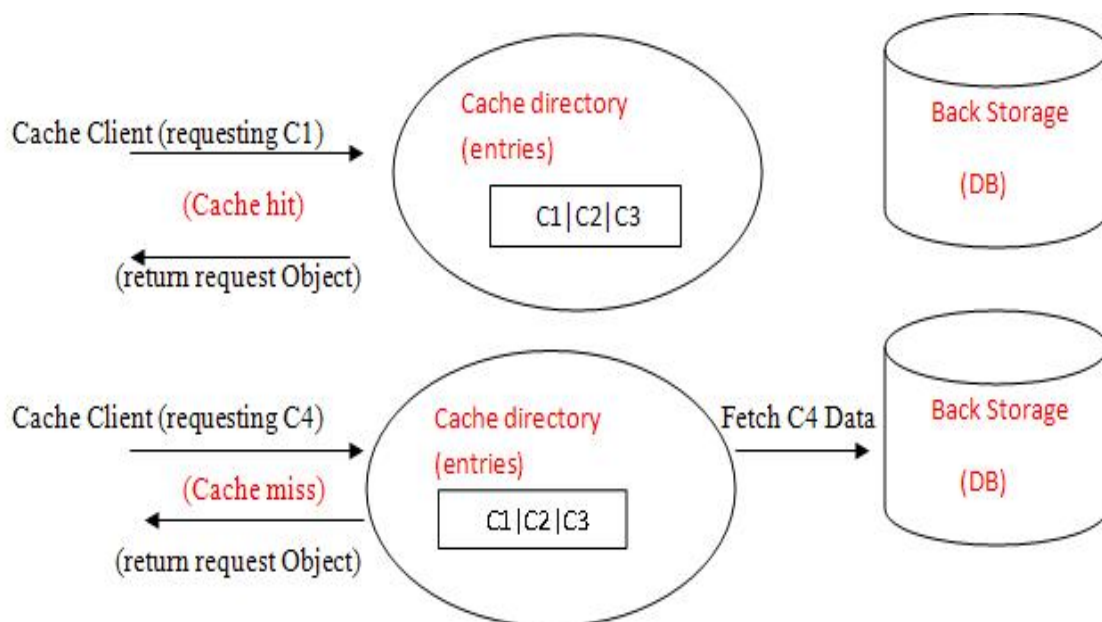 Cache Client (requesting C1)
(Cache hit)
(return request Object)
Cache directory
(entries)
C1|C2|C3
Back Storage
(DB)
Cache Client (requesting C4)
(Cache miss)
(return request Object)
Cache directory
(entries)
C1|C2|C3
Fetch C4 Data
Back Storage
(DB)